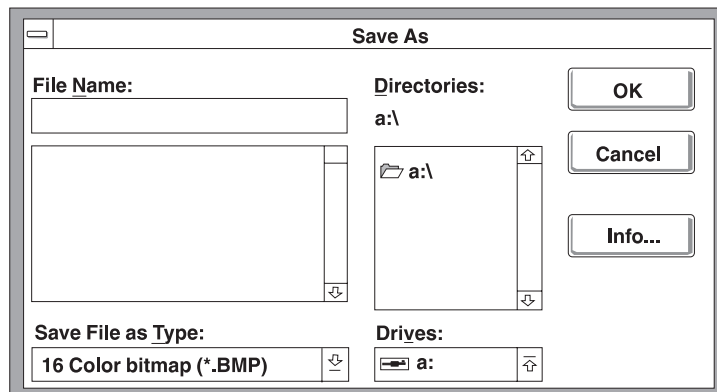 Save As
File Name:
Directories:
a:\
a:\
OK
Cancel
Info...
Save File as Type:
16 Color bitmap (*.BMP)
Drives:
a: